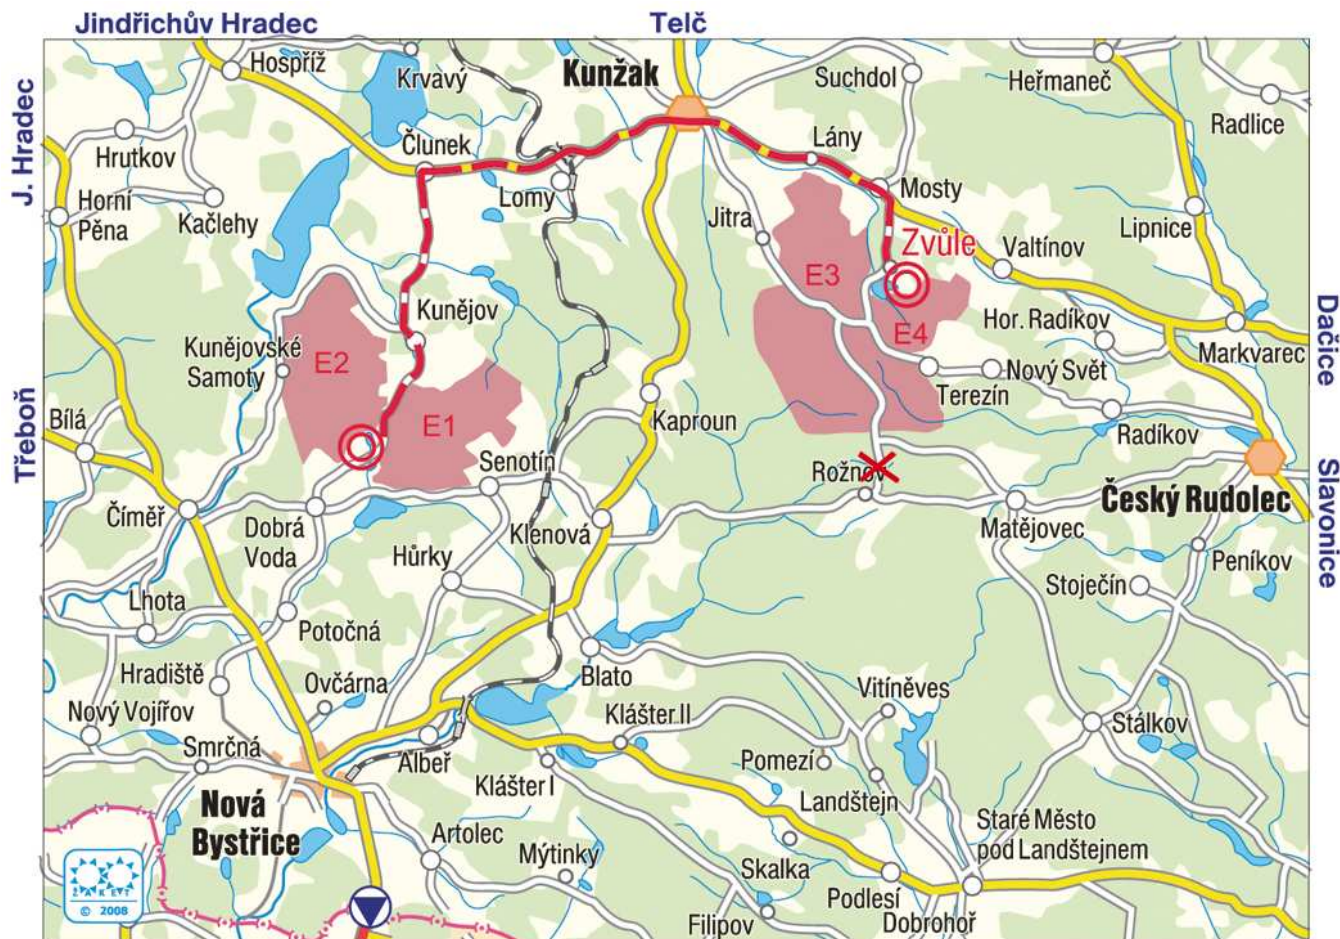 Jindřichův Hradec
Telč
Hospříž
Krvavý
Kunžak
Suchdol
Heřmaneč
Radlice
J. Hradec
Hrutkov
Člunek
Lány
Horní
Pěna
Kačlehy
Lomy
Jitra
Mosty
Lipnice
Zvůle
Valtínov
E3
Kunějov
Hor. Radíkov
E4
Dačice
Kunějovské
Samoty
E2
Markvarec
Nový Svět
Terezín
Třeboň
Bílá
E1
Kaproun
Radíkov
Senotín
Rožnov
Český Rudolec
Slavonice
Číměř
Dobrá
Voda
Klenová
Matějovec
Hůrky
Peníkov
Stoječín
Lhota
Potočná
Hradiště
Ovčárna
Blato
Vitíněves
Nový Vojířov
Klášter II
Stálkov
Smrčná
Albeř
Klášter I
Pomezí
Landštejn
Nová
Bystřice
Artolec
Mýtinky
Skalka
Staré Město
pod Landštejnem
Podlesí
Dobrohoř
Filipov
ŽAKET
© 2008